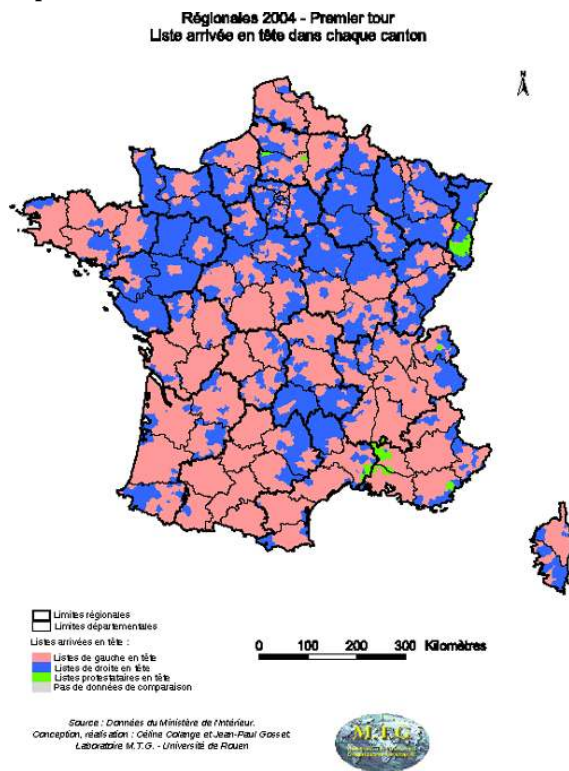 Régionales 2004 - Premier tour
Liste arrivée en tête dans chaque canton
N
Limites régionales
Limites départementales
Listes arrivées en tête :
Listes de gauche en tête
Listes de droite en tête
Listes protestataires en tête
Pas de données de comparaison
0 100 200 300 Kilomètres
Source : Données du Ministère de l'Intérieur.
Conception, réalisation : Céline Colange et Jean-Paul Gosset.
Laboratoire M.T.G. - Université de Rouen
M.T.G.